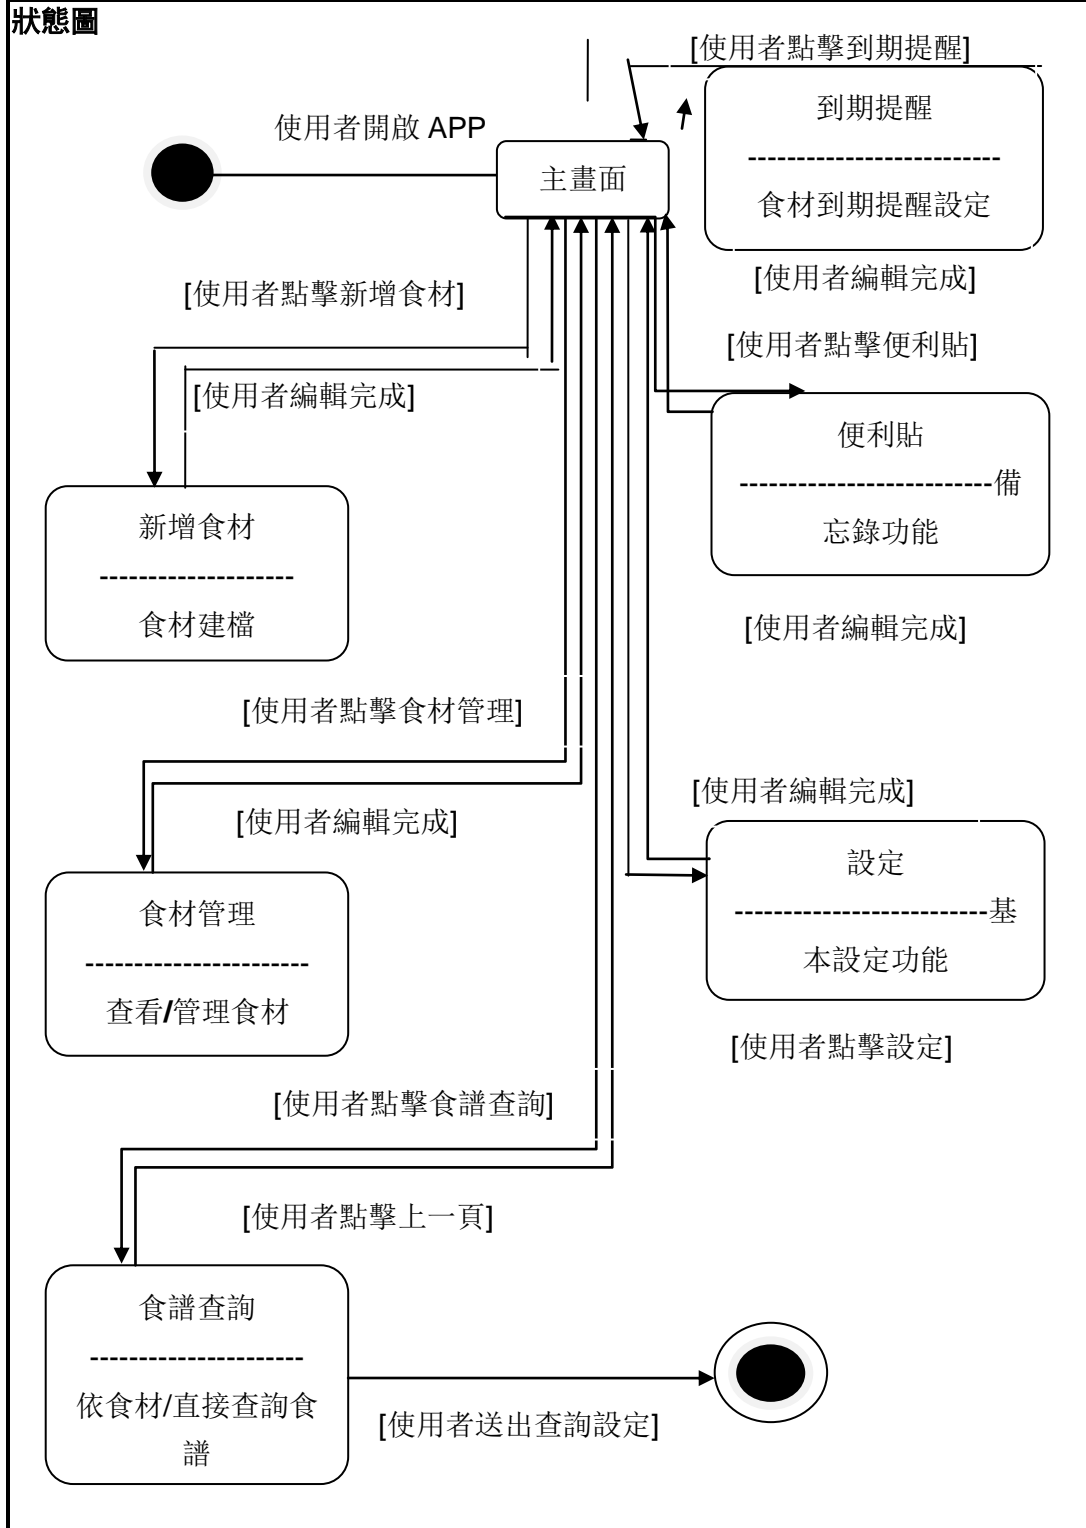 狀態圖
[使用者點擊到期提醒]
到期提醒
--------------------------
食材到期提醒設定
使用者開啟 APP
主畫面
[使用者編輯完成]
[使用者點擊新增食材]
[使用者點擊便利貼]
[使用者編輯完成]
便利貼
--------------------------備
忘錄功能
新增食材
--------------------
食材建檔
[使用者編輯完成]
[使用者點擊食材管理]
[使用者編輯完成]
[使用者編輯完成]
設定
--------------------------基
本設定功能
食材管理
-----------------------
查看/管理食材
[使用者點擊設定]
[使用者點擊食譜查詢]
[使用者點擊上一頁]
食譜查詢
----------------------
依食材/直接查詢食
譜
[使用者送出查詢設定]